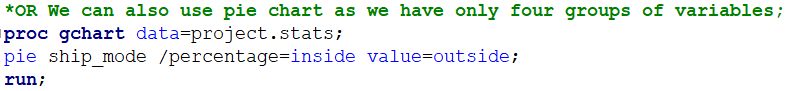 *OR We can also use pie chart as we have only four groups of variables;
proc gchart data=project.stats;
pie ship_mode /percentage=inside value=outside;
run;